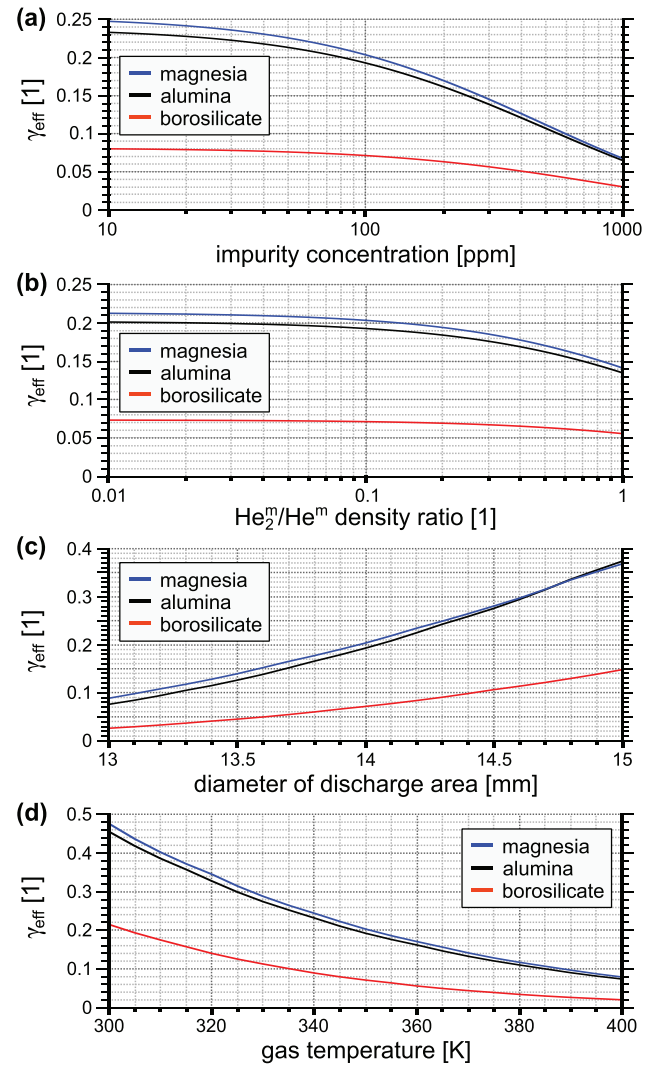 (a)
0.25
0.2
0.15
0.1
0.05
0
γeff [1]
magnesia
alumina
borosilicate
10
100
1000
impurity concentration [ppm]
(b)
0.25
0.2
0.15
0.1
0.05
0
γeff [1]
magnesia
alumina
borosilicate
0.01
0.1
1
He₂ᵐ/Heᵐ density ratio [1]
(c)
0.4
0.3
0.2
0.1
0
γeff [1]
magnesia
alumina
borosilicate
13
13.5
14
14.5
15
diameter of discharge area [mm]
(d)
0.5
0.4
0.3
0.2
0.1
0
γeff [1]
magnesia
alumina
borosilicate
300
320
340
360
380
400
gas temperature [K]